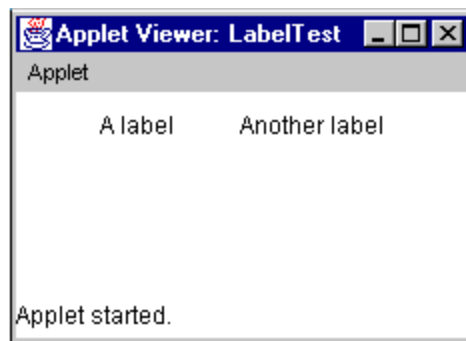 Applet Viewer: LabelTest
Applet
A label Another label
Applet started.